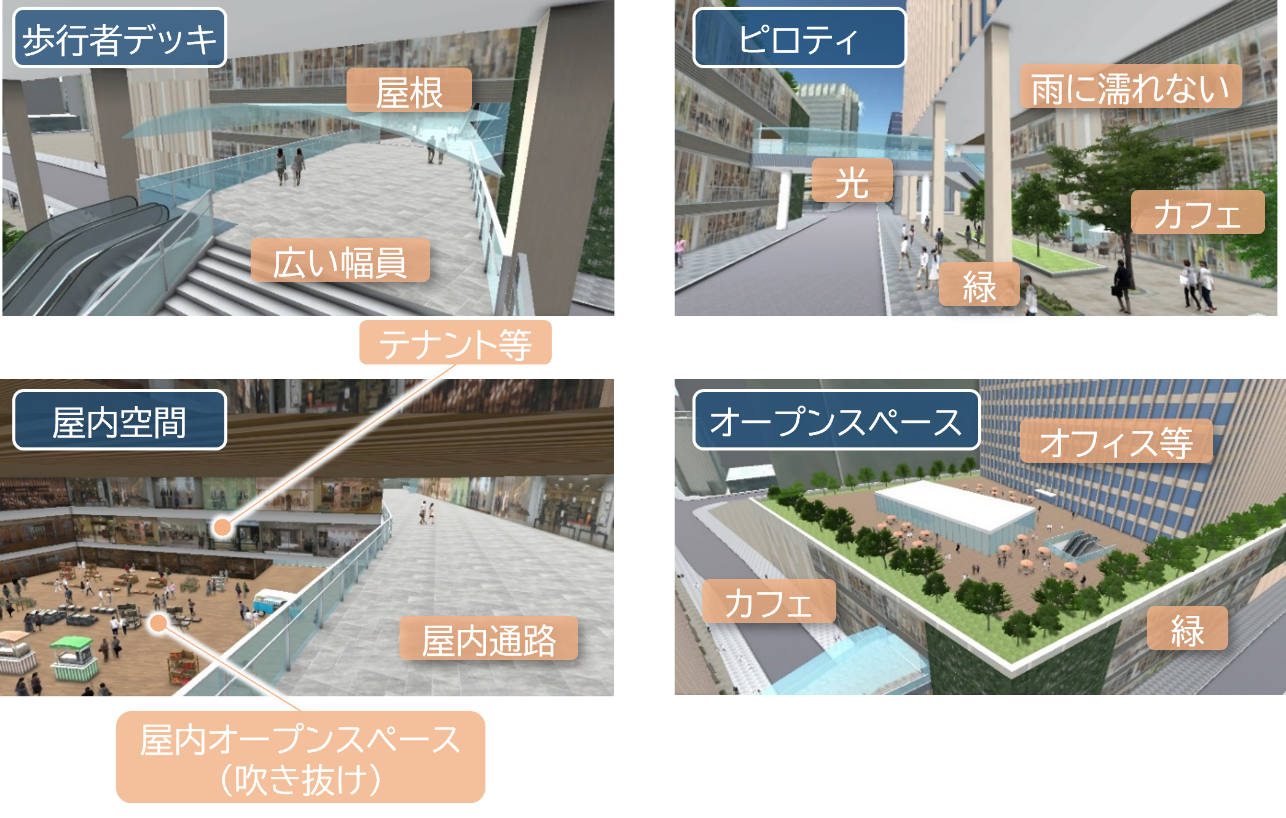 歩行者デッキ
屋根
広い幅員
ピロティ
雨に濡れない
光
カフェ
緑
テナント等
屋内空間
屋内通路
屋内オープンスペース
（吹き抜け）
オープンスペース
オフィス等
カフェ
緑